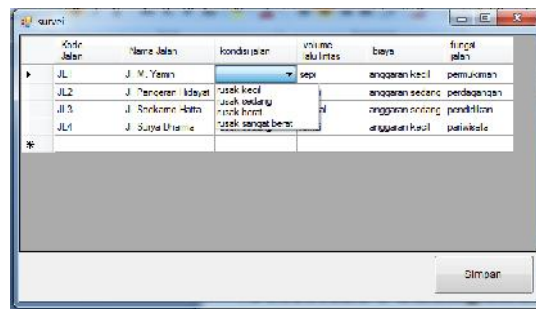 survei
Kode Jalan Nama Jalan kondisi jalan volume lalu lintas biaya fungsi jalan
JL1 Jl. M. Yamin sepi anggaran kecil pemukiman
JL2 Jl. Pangeran Hidayat anggaran sedang perdagangan
JL3 Jl. Soekarno Hatta anggaran sedang pendidikan
JL4 Jl. Surya Dharma anggaran kecil pariwisata
rusak kecil
rusak sedang
rusak berat
rusak sangat berat
Simpan